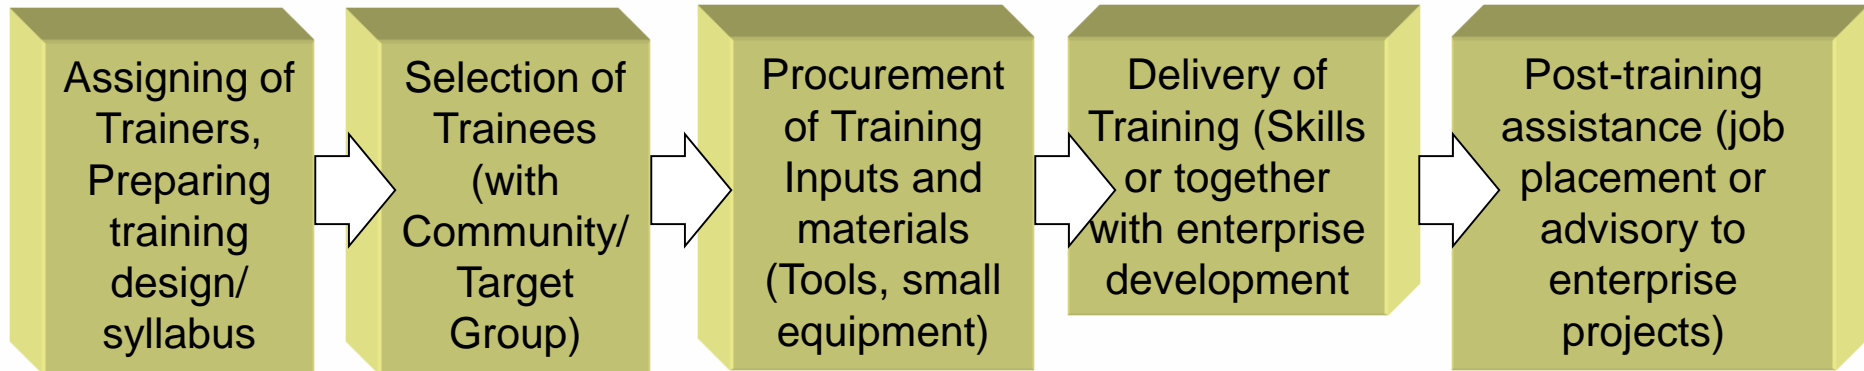 Assigning of
Trainers,
Preparing
training
design/
syllabus
Selection of
Trainees
(with
Community/
Target
Group)
Procurement
of Training
Inputs and
materials
(Tools, small
equipment)
Delivery of
Training (Skills
or together
with enterprise
development
Post-training
assistance (job
placement or
advisory to
enterprise
projects)